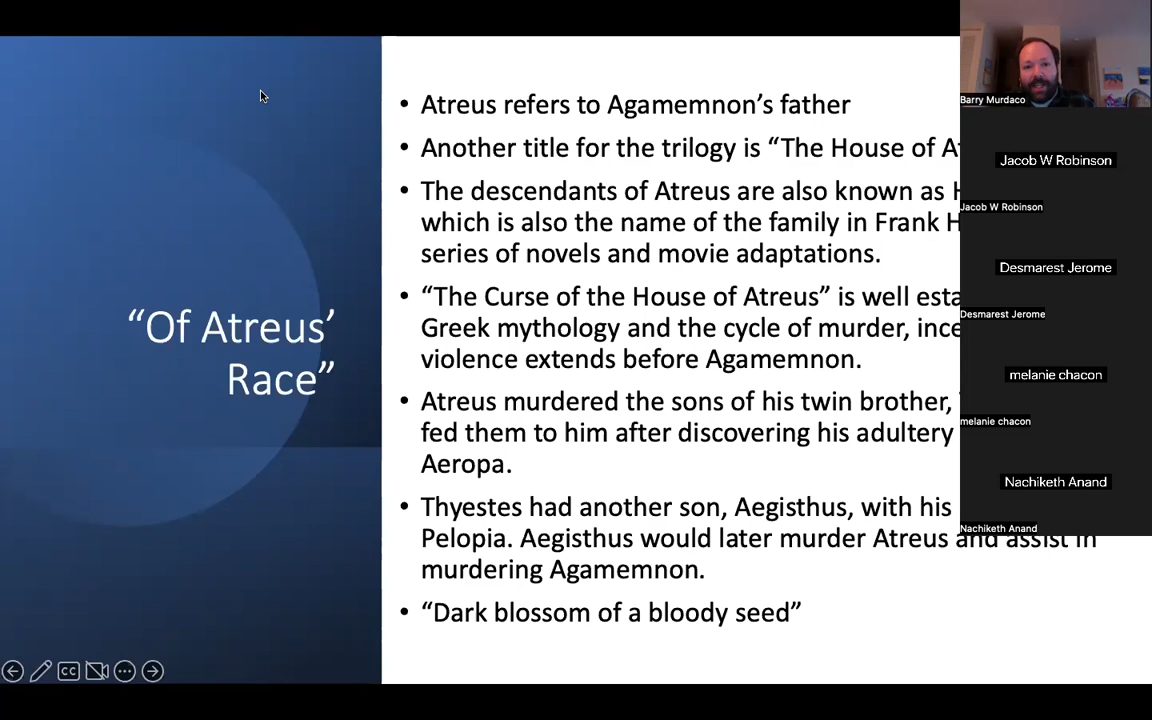 “Of Atreus’
Race”
• Atreus refers to Agamemnon’s father
• Another title for the trilogy is “The House of
• The descendants of Atreus are also known as
which is also the name of the family in Frank
series of novels and movie adaptations.
• “The Curse of the House of Atreus” is well
Greek mythology and the cycle of murder,
violence extends before Agamemnon.
• Atreus murdered the sons of his twin brother,
fed them to him after discovering his adultery
Aeropa.
• Thyestes had another son, Aegisthus, with his
Pelopia. Aegisthus would later murder Atreus and assist in
murdering Agamemnon.
• “Dark blossom of a bloody seed”
CC
Barry Murdaco
Jacob W Robinson
Jacob W Robinson
Desmarest Jerome
Desmarest Jerome
melanie chacon
melanie chacon
Nachiketh Anand
Nachiketh Anand